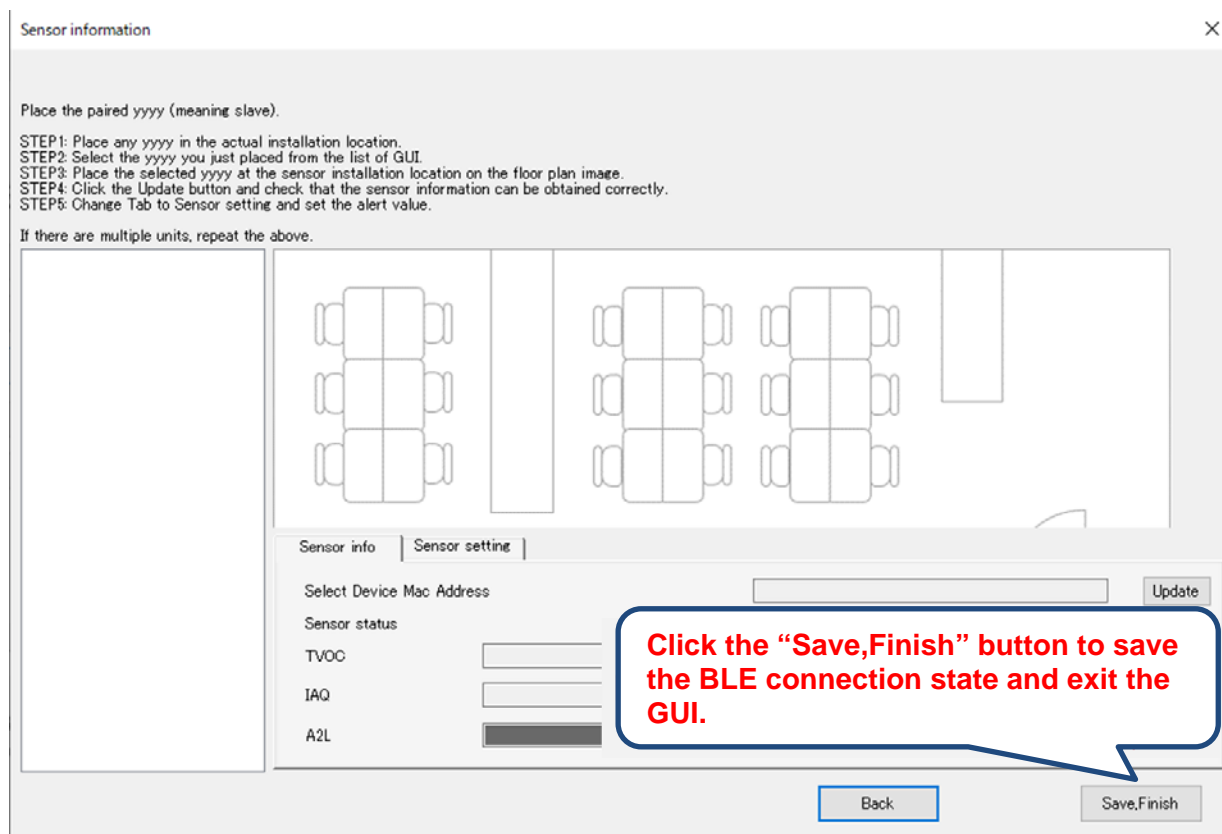 Sensor information
Place the paired yyyy (meaning slave).
STEP1: Place any yyyy in the actual installation location.
STEP2: Select the yyyy you just placed from the list of GUI.
STEP3: Place the selected yyyy at the sensor installation location on the floor plan image.
STEP4: Click the Update button and check that the sensor information can be obtained correctly.
STEP5: Change Tab to Sensor setting and set the alert value.
If there are multiple units, repeat the above.
Sensor info
Sensor setting
Select Device Mac Address
Update
Sensor status
TVOC
IAQ
A2L
Click the “Save,Finish” button to save
the BLE connection state and exit the
GUI.
Back
Save,Finish